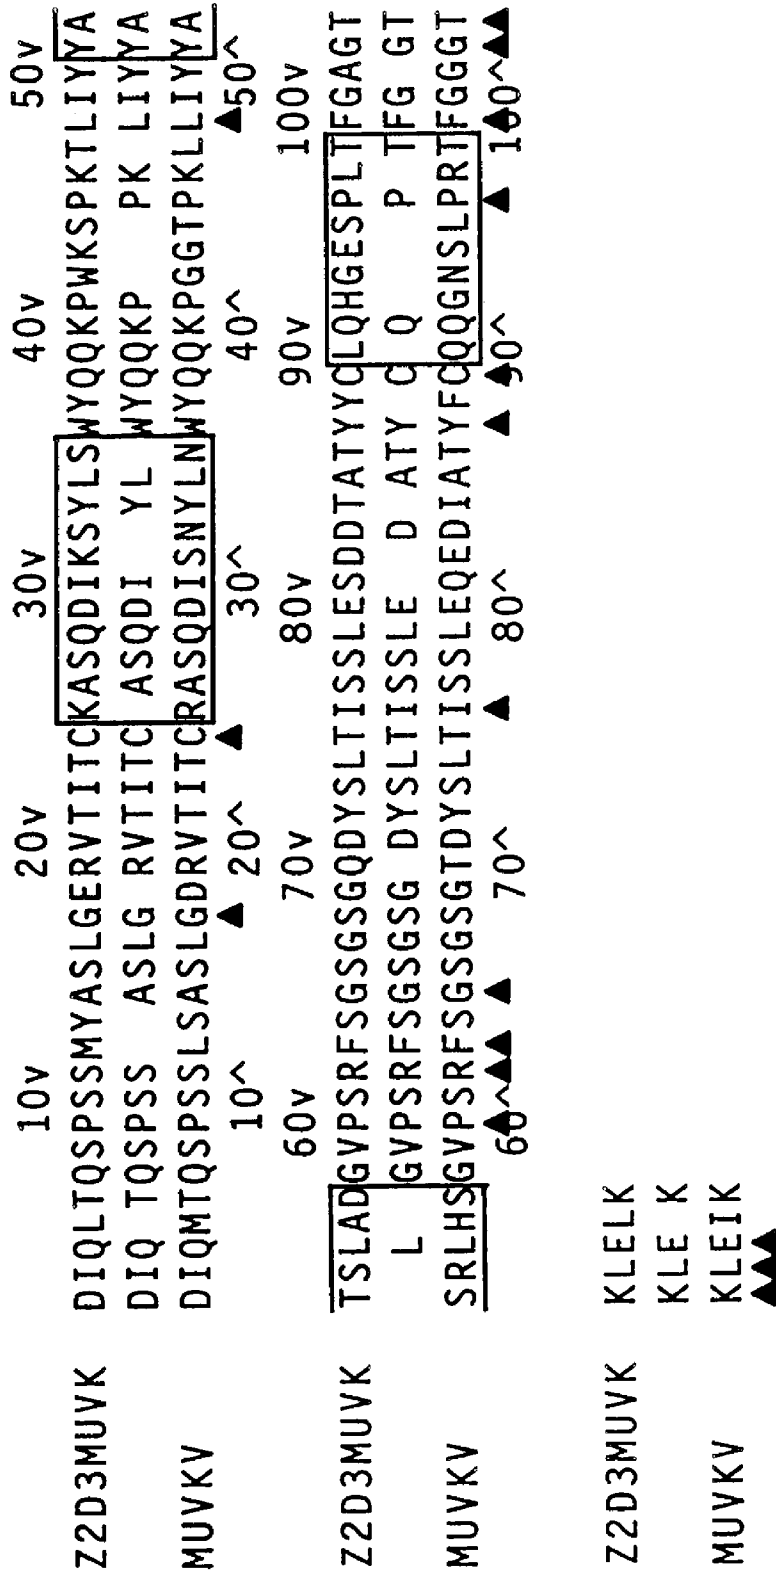 10v 20v 30v 40v 50v
Z2D3MUVK DIQLTQSPSSMYASLGERVTITCKASQDIKSYLSWYQQKPWKSPKTLIYYA
DIQ TQSPSS  ASLG RVTITC ASQDI  YL WYQQKP   PK LIYYA
MUVKV DIQMTQSPSSLSASLGDRVTITCRASQDISNYLNWYQQKPGGTPKLLIYYA
10^ 20^ 30^ 40^ 50^
60v 70v 80v 90v 100v
Z2D3MUVK TSLADGVPSRFSGSGSGQDYSLTISSLESDDTATYYCLQHGESPLTFGAGT
L  GVPSRFSGSGSG DYSLTISSLE  D ATY C Q    P TFG GT
MUVKV SRLHSGVPSRFSGSGSGTDYSLTISSLEQEDIATYFCQQGNSLPRTFGGGT
60^ 70^ 80^ 90^ 100^
Z2D3MUVK KLELK
KLE K
MUVKV KLEIK